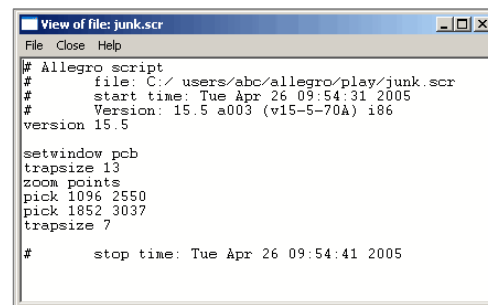 View of file: junk.scr
File Close Help
# Allegro script
# file: C:/ users/abc/allegro/play/junk.scr
# start time: Tue Apr 26 09:54:31 2005
# Version: 15.5 a003 (v15-5-70A) i86
version 15.5
setwindow pcb
trapsize 13
zoom points
pick 1096 2550
pick 1852 3037
trapsize 7
# stop time: Tue Apr 26 09:54:41 2005